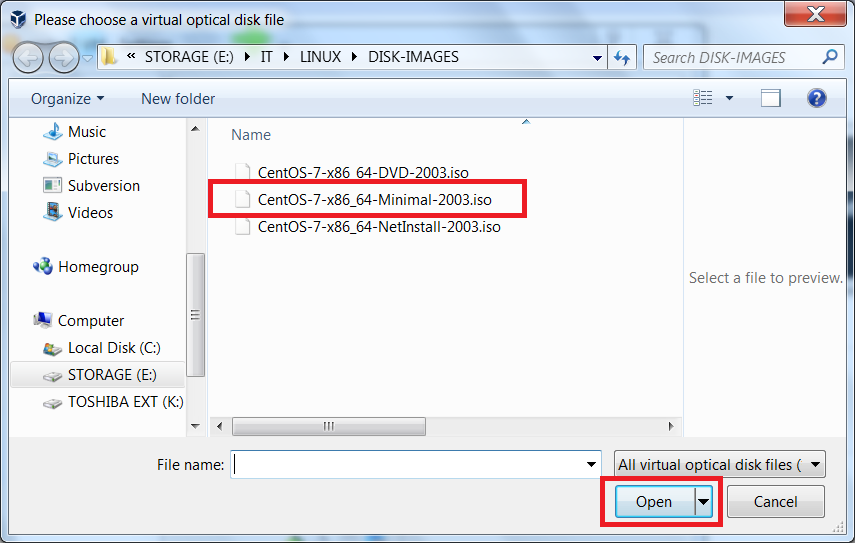 Please choose a virtual optical disk file
« STORAGE (E:) IT LINUX DISK-IMAGES
Search DISK-IMAGES
Organize New folder
Music
Pictures
Subversion
Videos
Homegroup
Computer
Local Disk (C:)
STORAGE (E:)
TOSHIBA EXT (K:)
Name
CentOS-7-x86_64-DVD-2003.iso
CentOS-7-x86_64-Minimal-2003.iso
CentOS-7-x86_64-NetInstall-2003.iso
Select a file to preview.
File name:
All virtual optical disk files (
Open Cancel